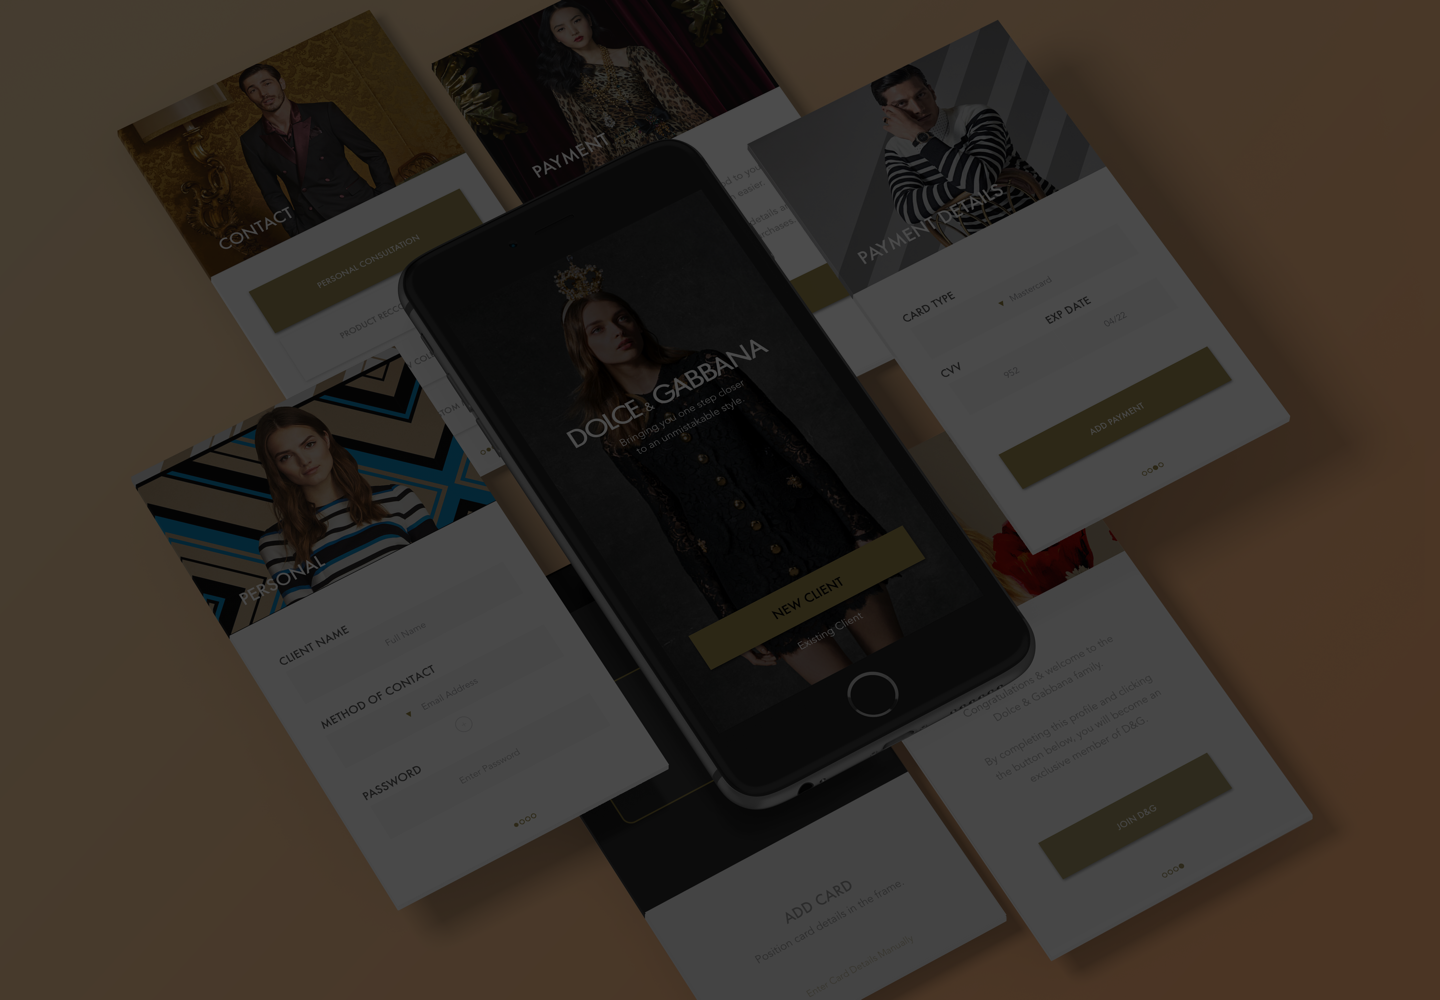 CONTACT
PERSONAL CONSULTATION
PRODUCT
PAYMENT
to you
easier.
details
PAYMENT DETAILS
CARD TYPE
Mastercard
EXP DATE
04/22
CVV
952
ADD PAYMENT
DOLCE & GABBANA
Bringing you one step closer
to an unmistakable style.
NEW CLIENT
Existing Client
PERSONAL
CLIENT NAME
Full Name
METHOD OF CONTACT
Email Address
PASSWORD
Enter Password
Congratulations & welcome to the
Dolce & Gabbana family.
By completing this profile and clicking
the button below, you will become an
exclusive member of D&G.
JOIN D&G
ADD CARD
Position card details in the frame.
Enter Card Details Manually